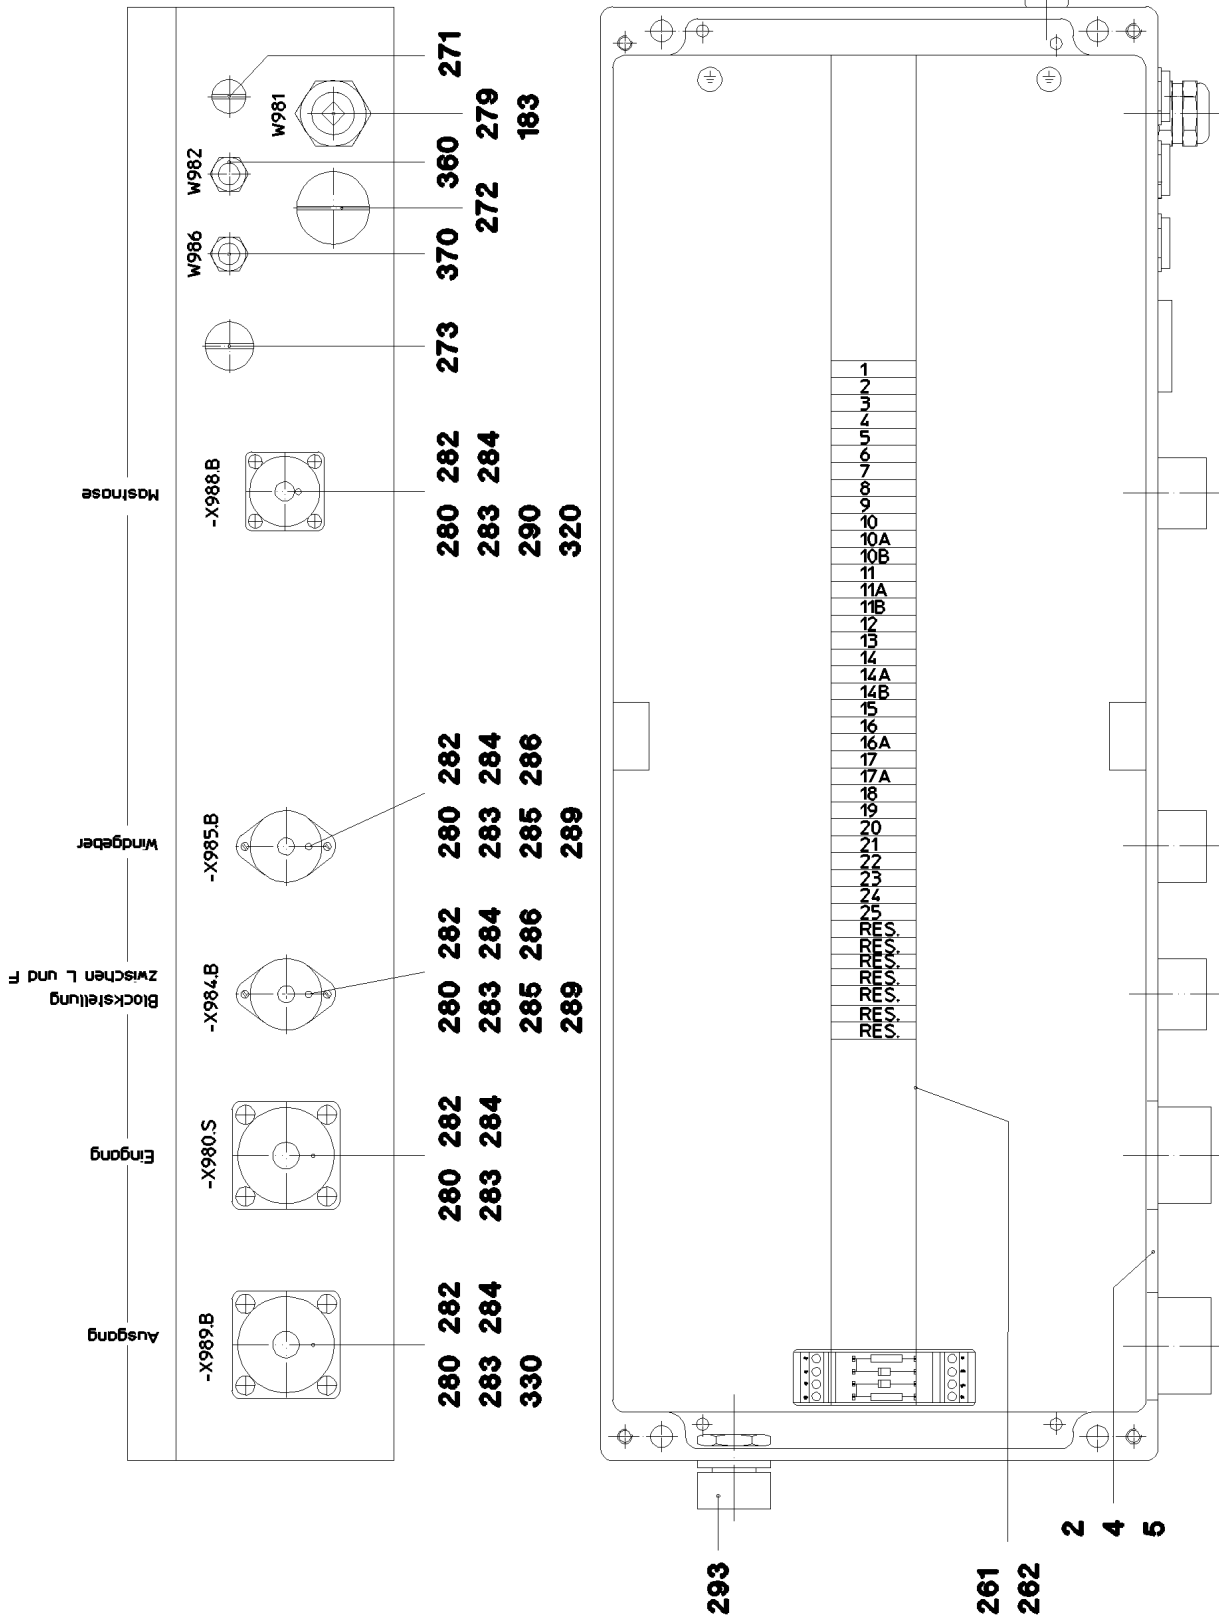 271
W981
279
183
W982
360
272
W986
370
273
Mastnase
-X988.B
280 282
283 284
290
320
Windgeber
-X985.B
280 282
283 284
285 286
289
Blockstellung
zwischen L und F
-X984.B
280 282
283 284
285 286
289
Eingang
-X980.S
280 282
283 284
Ausgang
-X989.B
280 282
283 284
330
1
2
3
4
5
6
7
8
9
10
10A
10B
11
11A
11B
12
13
14
14A
14B
15
16
16A
17
17A
18
19
20
21
22
23
24
25
RES.
RES.
RES.
RES.
RES.
RES.
RES.
293
261
262
2
4
5